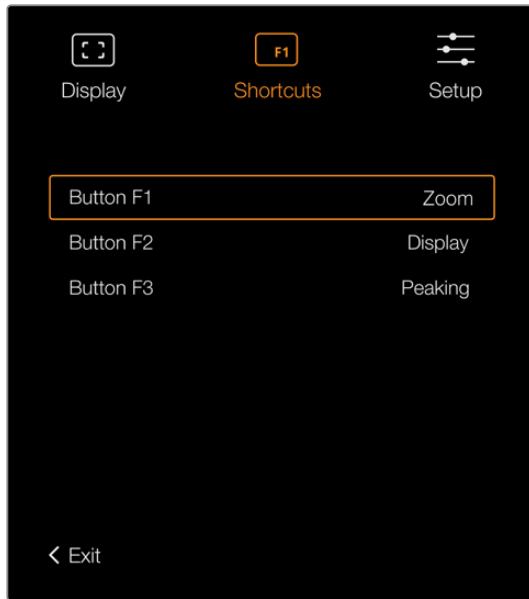 F1
Display Shortcuts Setup
Button F1 Zoom
Button F2 Display
Button F3 Peaking
Exit